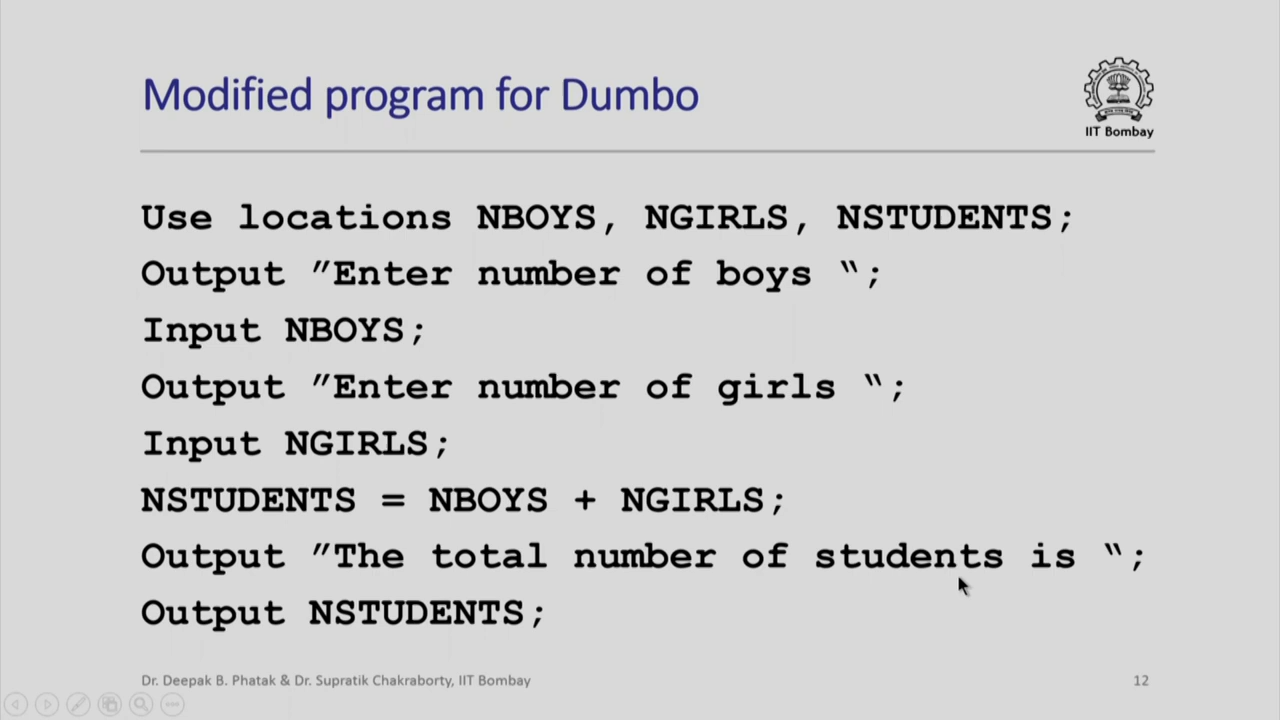 Modified program for Dumbo
IIT Bombay
Use locations NBOYS, NGIRLS, NSTUDENTS;
Output ″Enter number of boys ‶;
Input NBOYS;
Output ″Enter number of girls ‶;
Input NGIRLS;
NSTUDENTS = NBOYS + NGIRLS;
Output ″The total number of students is ‶;
Output NSTUDENTS;
Dr. Deepak B. Phatak & Dr. Supratik Chakraborty, IIT Bombay
12